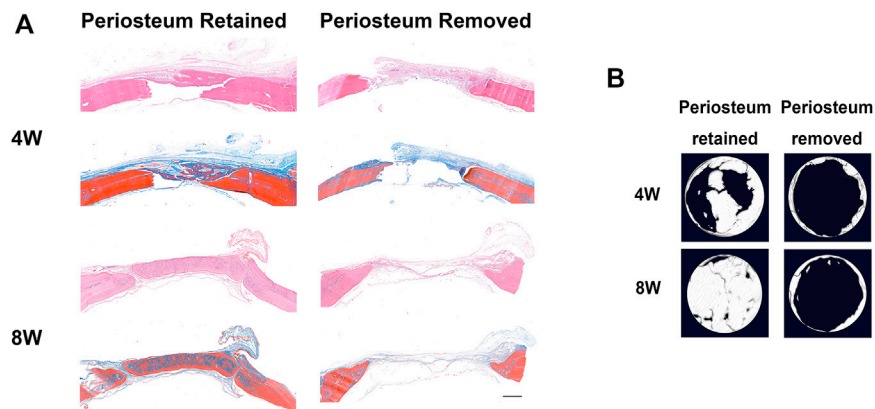 A
Periosteum Retained
Periosteum Removed
4W
8W
B
Periosteum
retained
Periosteum
removed
4W
8W